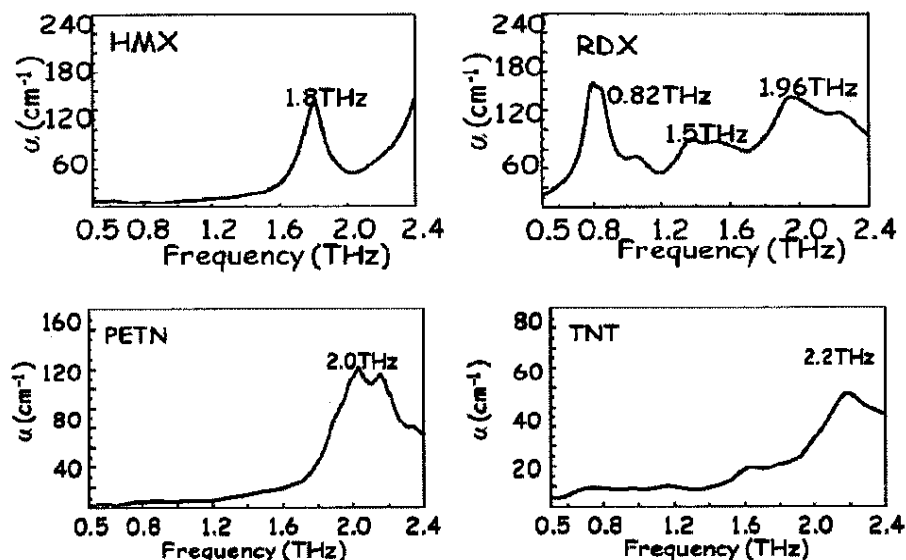 HMX
240
180
120
60
α (cm⁻¹)
1.8THz
0.5 0.8 1.2 1.6 2.0 2.4
Frequency (THz)
RDX
240
180
120
60
α (cm⁻¹)
0.82THz
1.5THz
1.96THz
0.5 0.8 1.2 1.6 2.0 2.4
Frequency (THz)
PETN
160
120
80
40
α (cm⁻¹)
2.0THz
0.5 0.8 1.2 1.6 2.0 2.4
Frequency (THz)
TNT
80
60
40
20
α (cm⁻¹)
2.2THz
0.5 0.8 1.2 1.6 2.0 2.4
Frequency (THz)